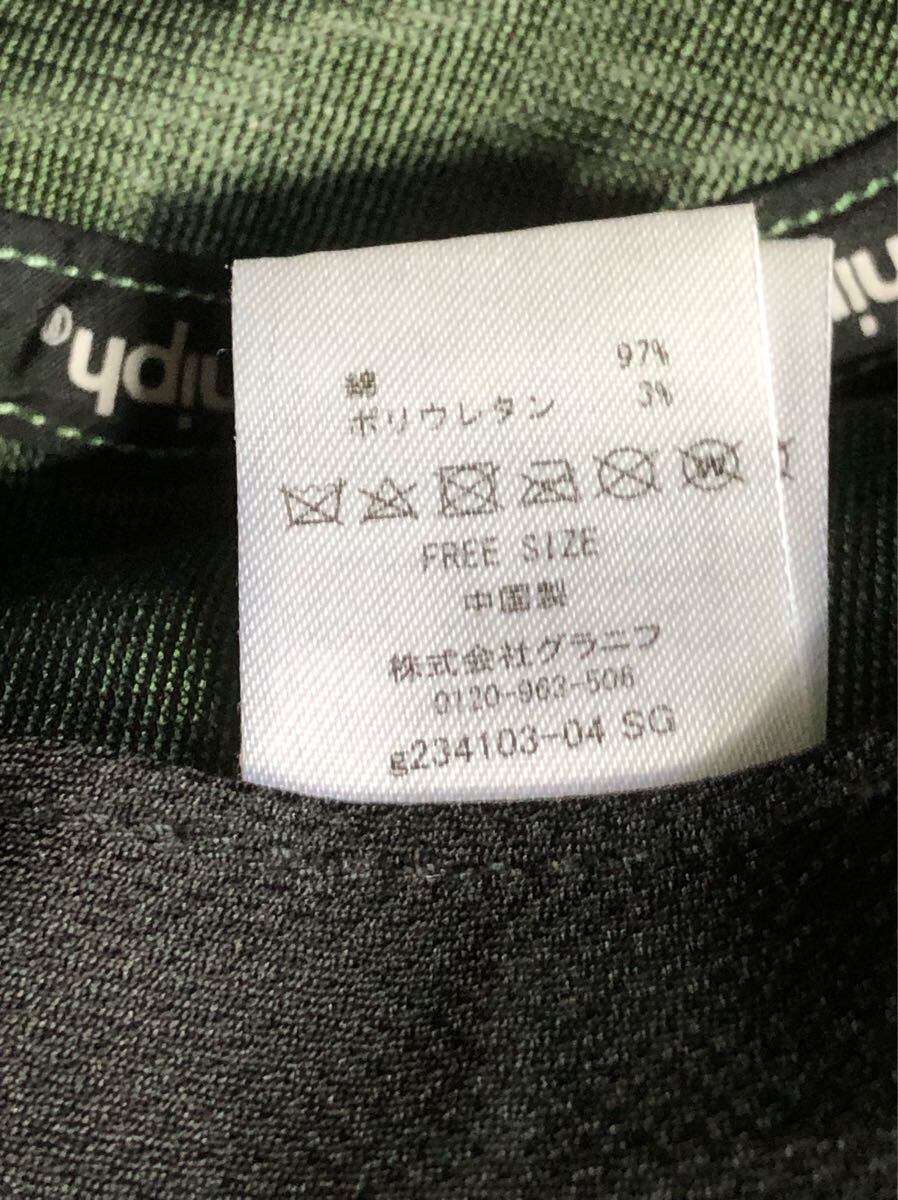 綿 97%
ポリウレタン 3%
W
FREE SIZE
中国製
株式会社グラニフ
0120-963-506
g234103-04 SG
niph